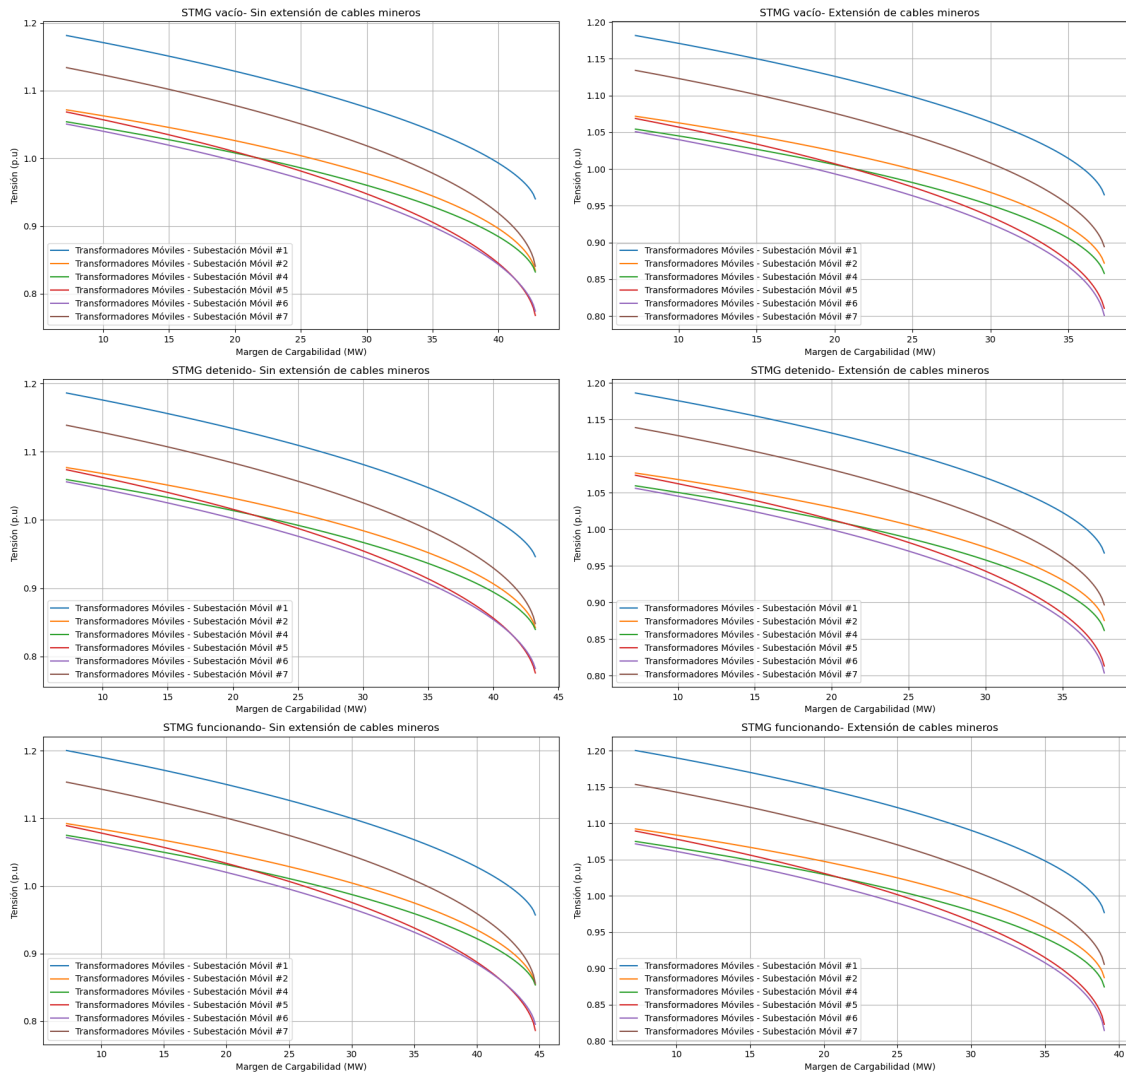 STMG vacío- Sin extensión de cables mineros
1.2
1.1
1.0
0.9
0.8
Tensión (p.u)
Transformadores Móviles - Subestación Móvil #1
Transformadores Móviles - Subestación Móvil #2
Transformadores Móviles - Subestación Móvil #4
Transformadores Móviles - Subestación Móvil #5
Transformadores Móviles - Subestación Móvil #6
Transformadores Móviles - Subestación Móvil #7
10 15 20 25 30 35 40
Margen de Cargabilidad (MW)
STMG vacío- Extensión de cables mineros
1.20
1.15
1.10
1.05
1.00
0.95
0.90
0.85
0.80
Tensión (p.u)
Transformadores Móviles - Subestación Móvil #1
Transformadores Móviles - Subestación Móvil #2
Transformadores Móviles - Subestación Móvil #4
Transformadores Móviles - Subestación Móvil #5
Transformadores Móviles - Subestación Móvil #6
Transformadores Móviles - Subestación Móvil #7
10 15 20 25 30 35
Margen de Cargabilidad (MW)
STMG detenido- Sin extensión de cables mineros
1.2
1.1
1.0
0.9
0.8
Tensión (p.u)
Transformadores Móviles - Subestación Móvil #1
Transformadores Móviles - Subestación Móvil #2
Transformadores Móviles - Subestación Móvil #4
Transformadores Móviles - Subestación Móvil #5
Transformadores Móviles - Subestación Móvil #6
Transformadores Móviles - Subestación Móvil #7
10 15 20 25 30 35 40 45
Margen de Cargabilidad (MW)
STMG detenido- Extensión de cables mineros
1.20
1.15
1.10
1.05
1.00
0.95
0.90
0.85
0.80
Tensión (p.u)
Transformadores Móviles - Subestación Móvil #1
Transformadores Móviles - Subestación Móvil #2
Transformadores Móviles - Subestación Móvil #4
Transformadores Móviles - Subestación Móvil #5
Transformadores Móviles - Subestación Móvil #6
Transformadores Móviles - Subestación Móvil #7
10 15 20 25 30 35
Margen de Cargabilidad (MW)
STMG funcionando- Sin extensión de cables mineros
1.2
1.1
1.0
0.9
0.8
Tensión (p.u)
Transformadores Móviles - Subestación Móvil #1
Transformadores Móviles - Subestación Móvil #2
Transformadores Móviles - Subestación Móvil #4
Transformadores Móviles - Subestación Móvil #5
Transformadores Móviles - Subestación Móvil #6
Transformadores Móviles - Subestación Móvil #7
10 15 20 25 30 35 40 45
Margen de Cargabilidad (MW)
STMG funcionando- Extensión de cables mineros
1.20
1.15
1.10
1.05
1.00
0.95
0.90
0.85
0.80
Tensión (p.u)
Transformadores Móviles - Subestación Móvil #1
Transformadores Móviles - Subestación Móvil #2
Transformadores Móviles - Subestación Móvil #4
Transformadores Móviles - Subestación Móvil #5
Transformadores Móviles - Subestación Móvil #6
Transformadores Móviles - Subestación Móvil #7
10 15 20 25 30 35 40
Margen de Cargabilidad (MW)